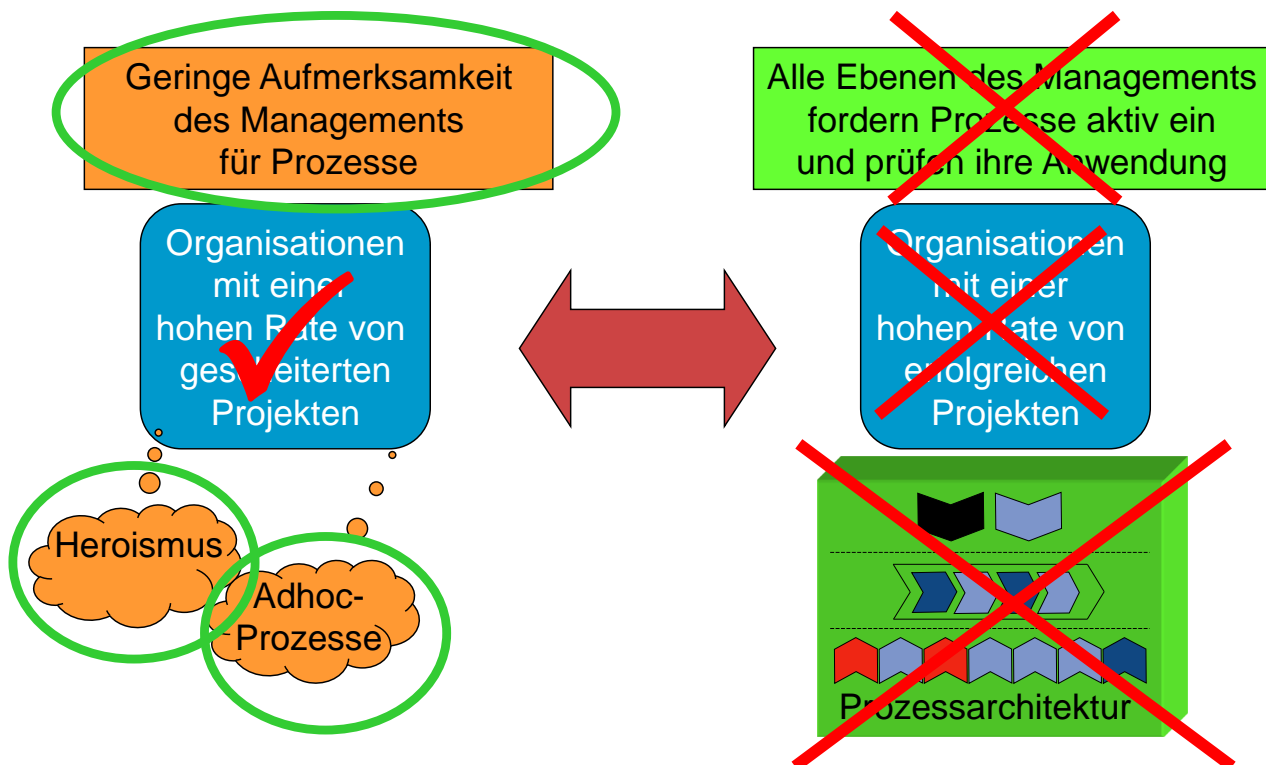 Geringe Aufmerksamkeit
des Managements
für Prozesse
Organisationen
mit einer
hohen Rate von
gescheiterten
Projekten
Heroismus
Adhoc-
Prozesse
Alle Ebenen des Managements
fordern Prozesse aktiv ein
und prüfen ihre Anwendung
Organisationen
mit einer
hohen Rate von
erfolgreichen
Projekten
Prozessarchitektur